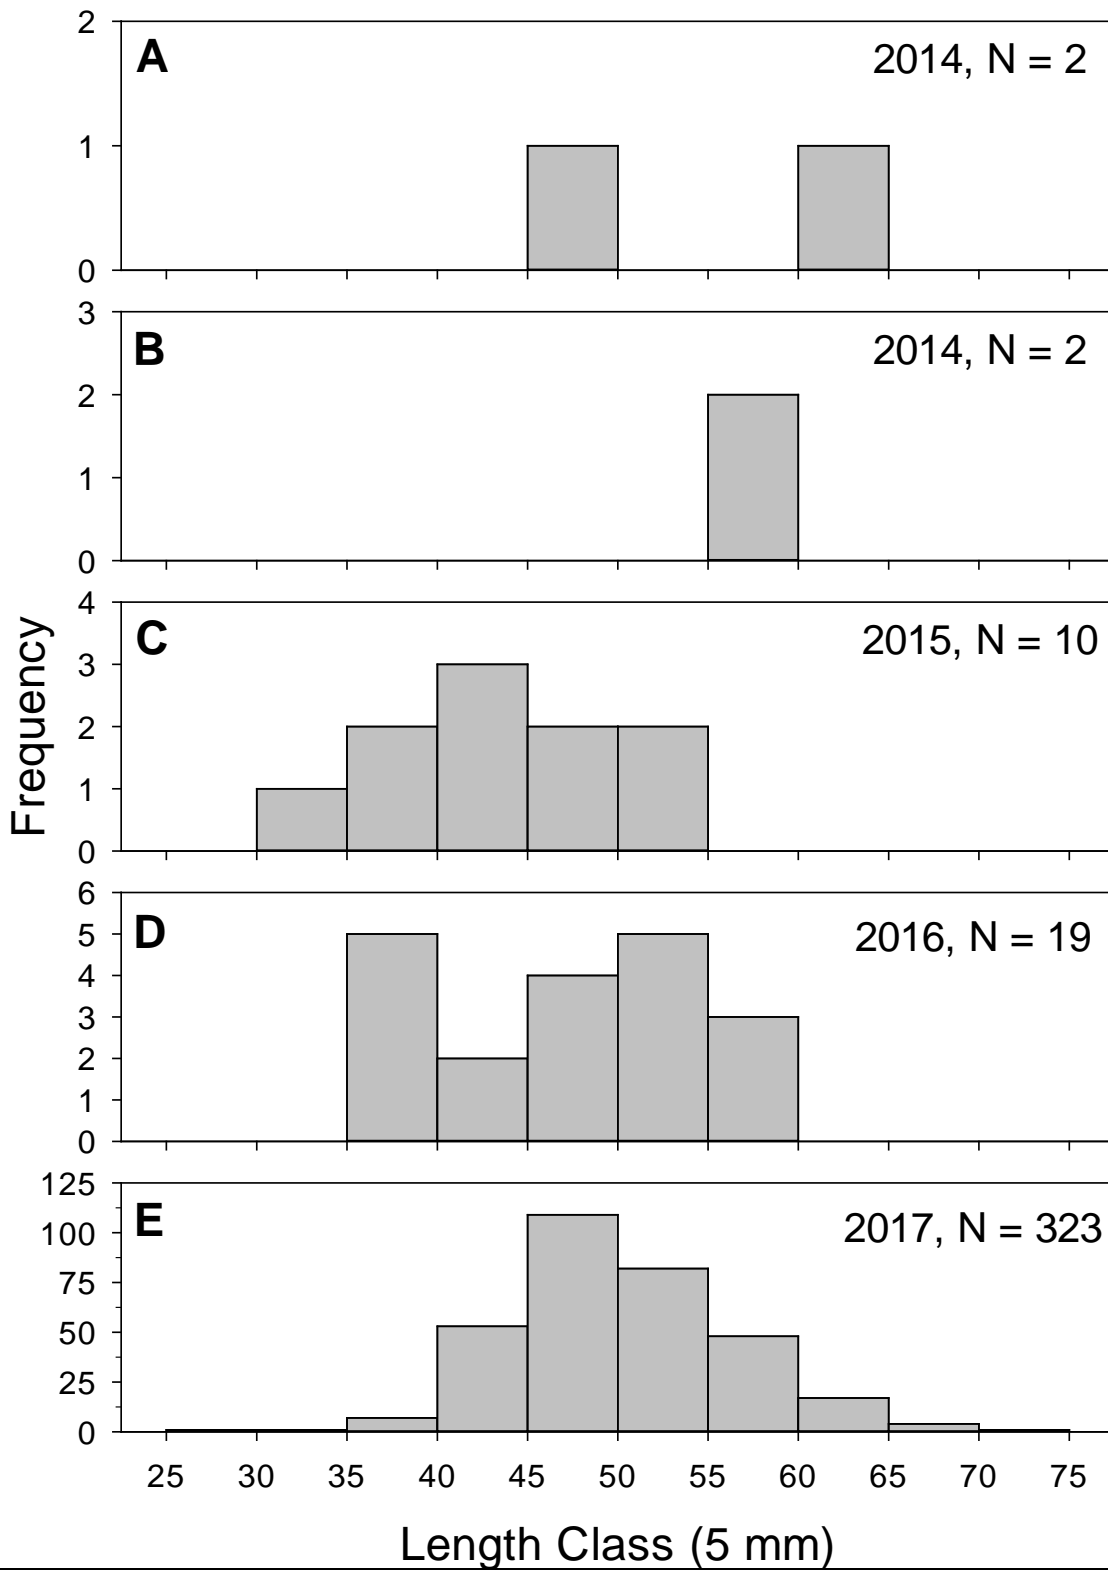 2
A
2014, N = 2
1
0
3
B
2014, N = 2
2
1
0
4
C
2015, N = 10
3
2
1
0
Frequency
6
D
2016, N = 19
5
4
3
2
1
0
125
E
2017, N = 323
100
75
50
25
0
25 30 35 40 45 50 55 60 65 70 75
Length Class (5 mm)